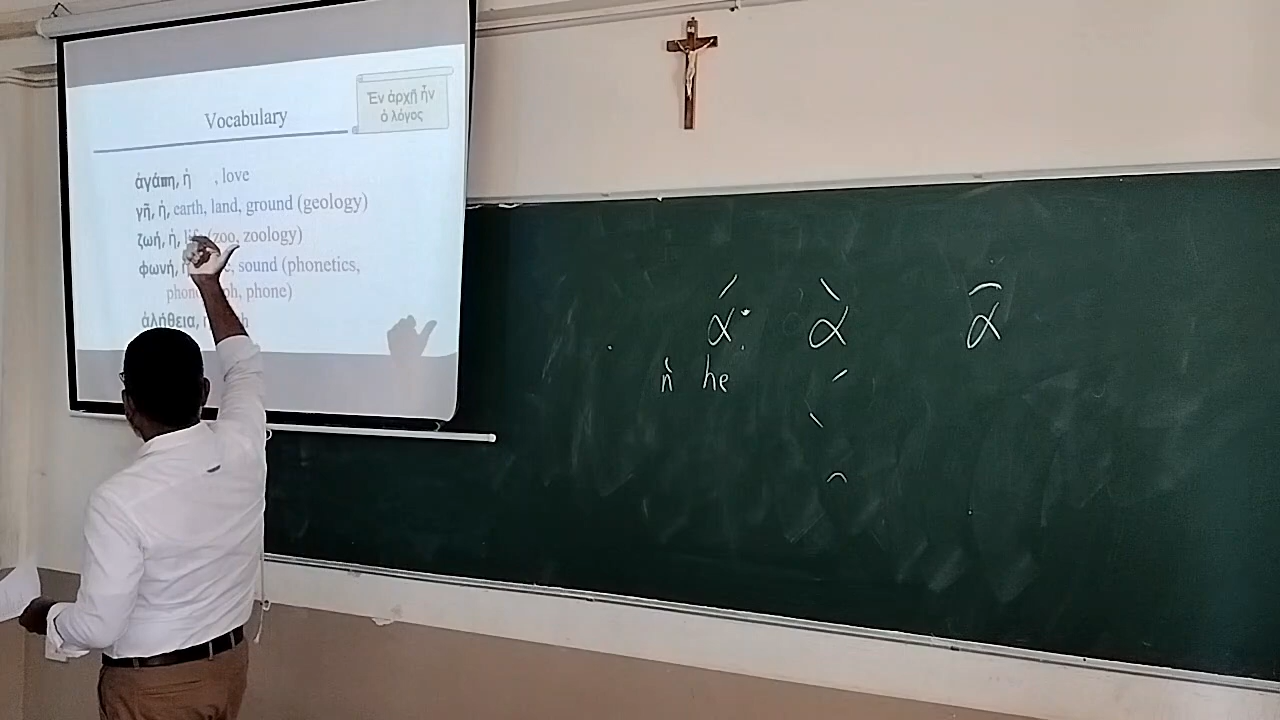 Vocabulary
Ἐν ἀρχῇ ἦν
ὁ λόγος
ἀγάπη, ἡ , love
γῆ, ἡ, earth, land, ground (geology)
ζωή, ἡ, life (zoo, zoology)
φωνή, sound (phonetics,
phone)
ἀλήθεια,
ά ὰ ᾶ
ἡ he